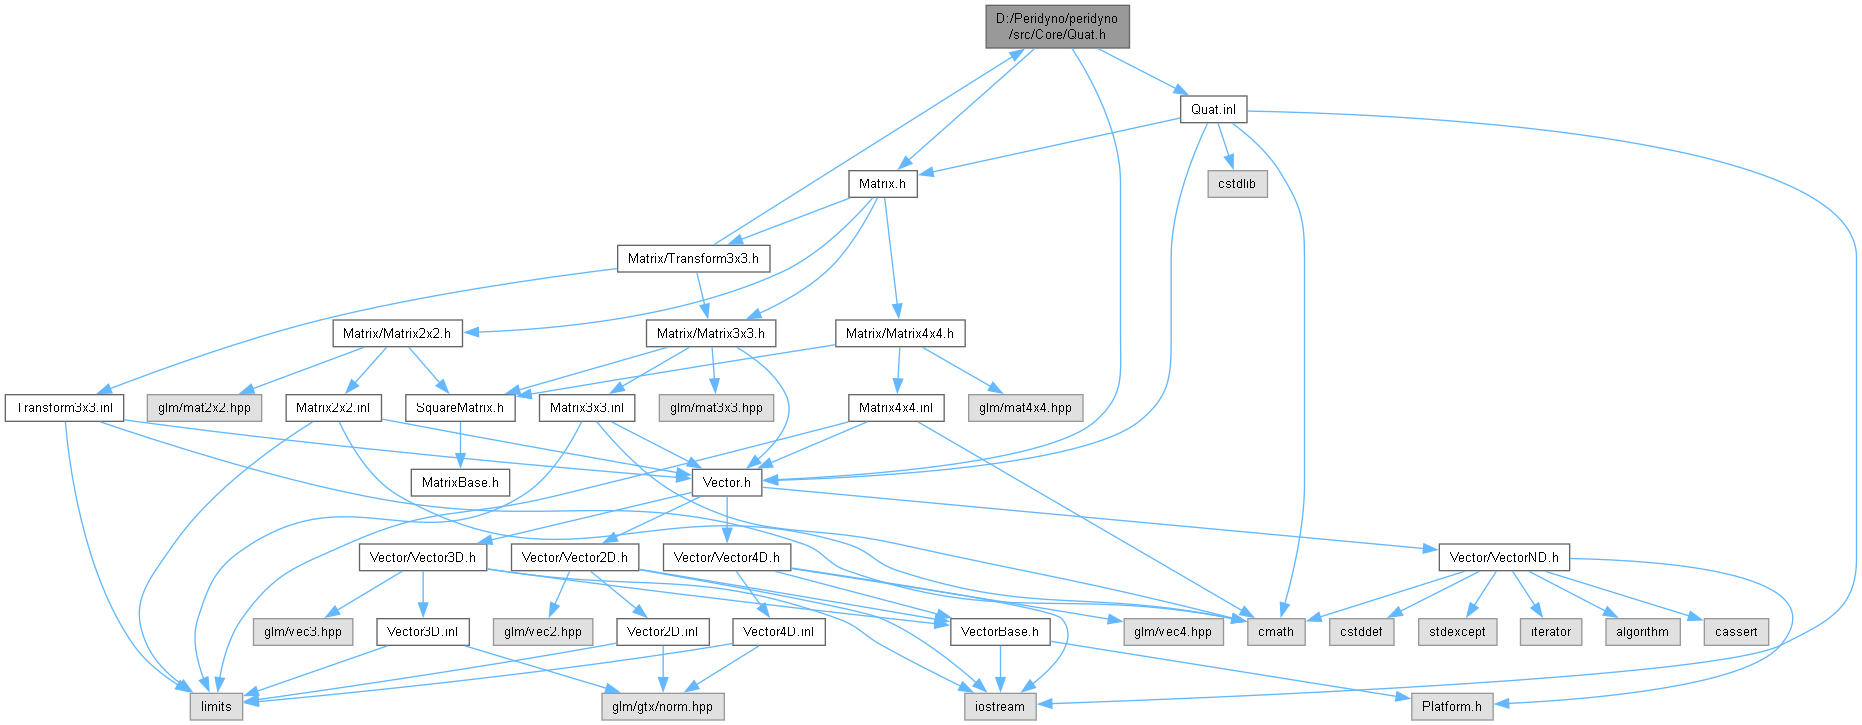 D:/Peridyno/peridyno
/src/Core/Quat.h
Quat.inl
Matrix.h
cstdlib
Matrix/Transform3x3.h
Matrix/Matrix2x2.h
Matrix/Matrix3x3.h
Matrix/Matrix4x4.h
Transform3x3.inl
glm/mat2x2.hpp
Matrix2x2.inl
SquareMatrix.h
Matrix3x3.inl
glm/mat3x3.hpp
Matrix4x4.inl
glm/mat4x4.hpp
MatrixBase.h
Vector.h
Vector/Vector3D.h
Vector/Vector2D.h
Vector/Vector4D.h
Vector/VectorND.h
glm/vec3.hpp
Vector3D.inl
glm/vec2.hpp
Vector2D.inl
Vector4D.inl
VectorBase.h
glm/vec4.hpp
cmath
cstddef
stdexcept
iterator
algorithm
cassert
limits
glm/gtx/norm.hpp
iostream
Platform.h